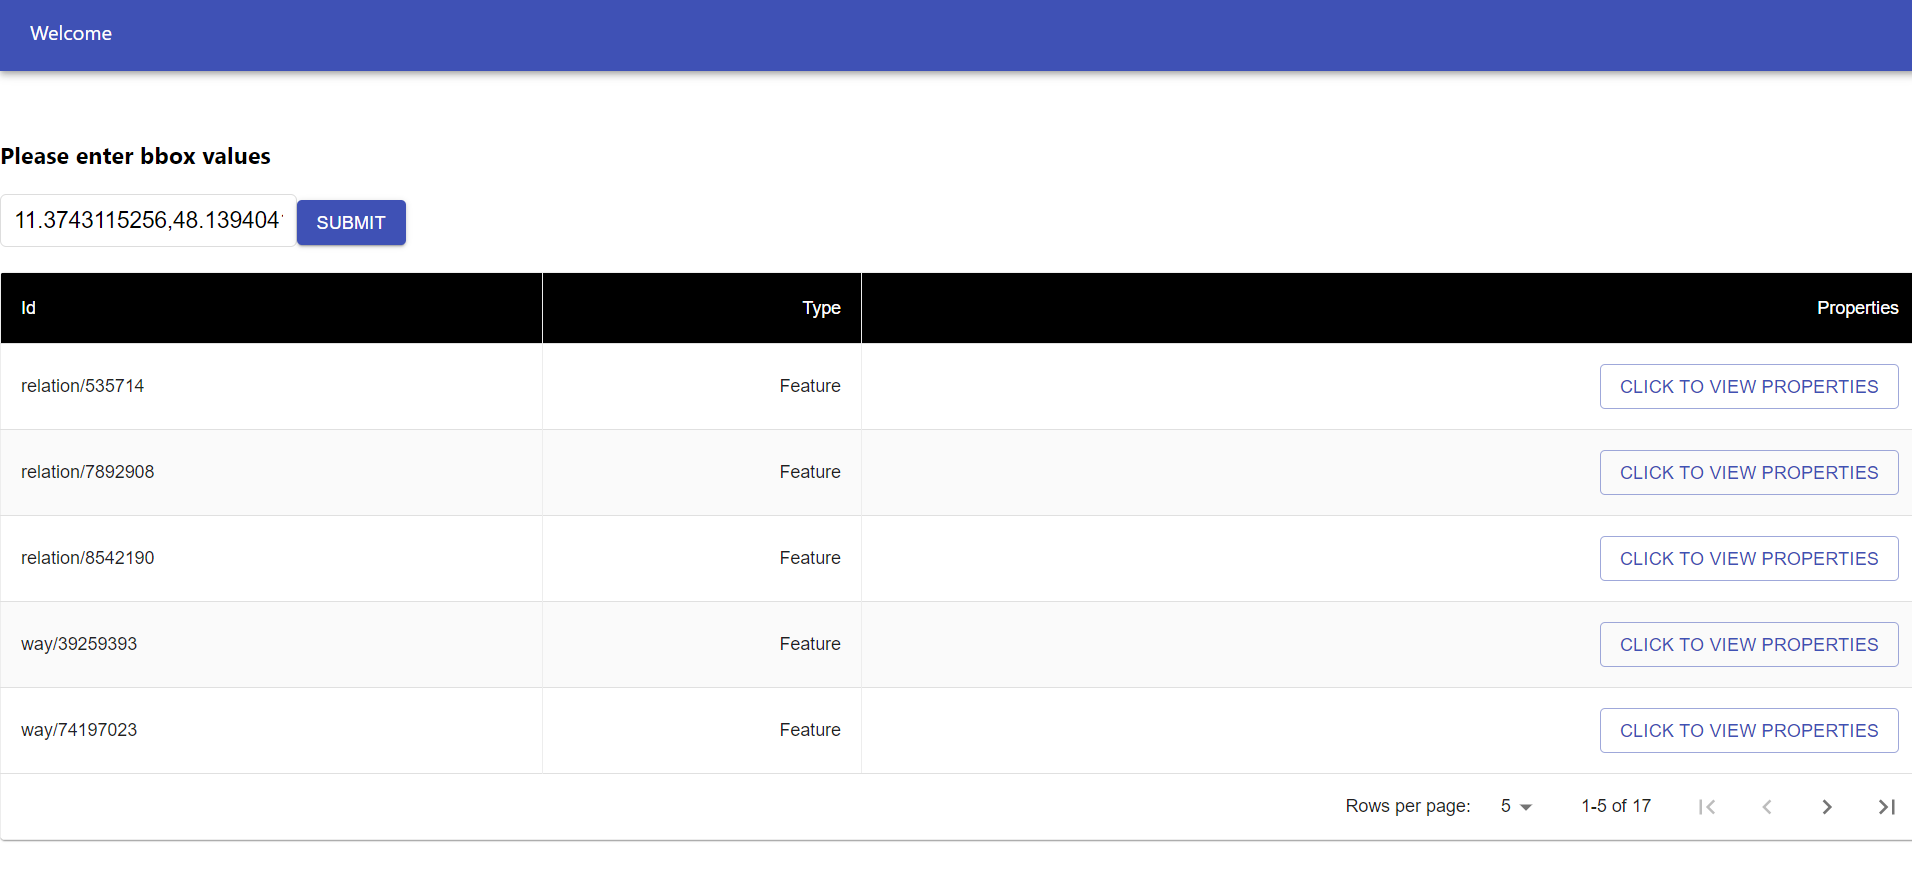 Welcome
Please enter bbox values
11.3743115256,48.139404
SUBMIT
Id Type Properties
relation/535714 Feature CLICK TO VIEW PROPERTIES
relation/7892908 Feature CLICK TO VIEW PROPERTIES
relation/8542190 Feature CLICK TO VIEW PROPERTIES
way/39259393 Feature CLICK TO VIEW PROPERTIES
way/74197023 Feature CLICK TO VIEW PROPERTIES
Rows per page: 5 1-5 of 17